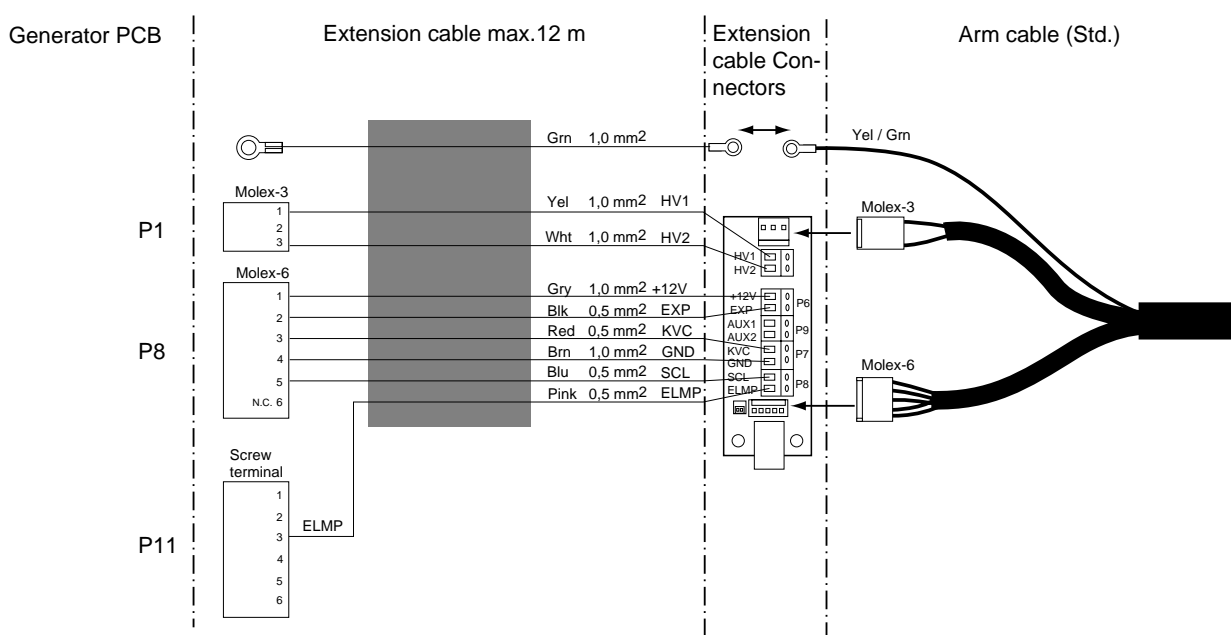 Generator PCB
Extension cable max.12 m
Extension
cable Con-
nectors
Arm cable (Std.)
Grn 1,0 mm2
Yel / Grn
P1
Molex-3
1
2
3
Yel 1,0 mm2 HV1
Wht 1,0 mm2 HV2
P8
Molex-6
1
2
3
4
5
N.C. 6
Gry 1,0 mm2 +12V
Blk 0,5 mm2 EXP
Red 0,5 mm2 KVC
Brn 1,0 mm2 GND
Blu 0,5 mm2 SCL
Pink 0,5 mm2 ELMP
P11
Screw
terminal
1
2
3
4
5
6
ELMP
HV1
HV2
+12V
EXP
P6
AUX1
AUX2
P9
KVC
GND
P7
SCL
ELMP
P8
Molex-3
Molex-6